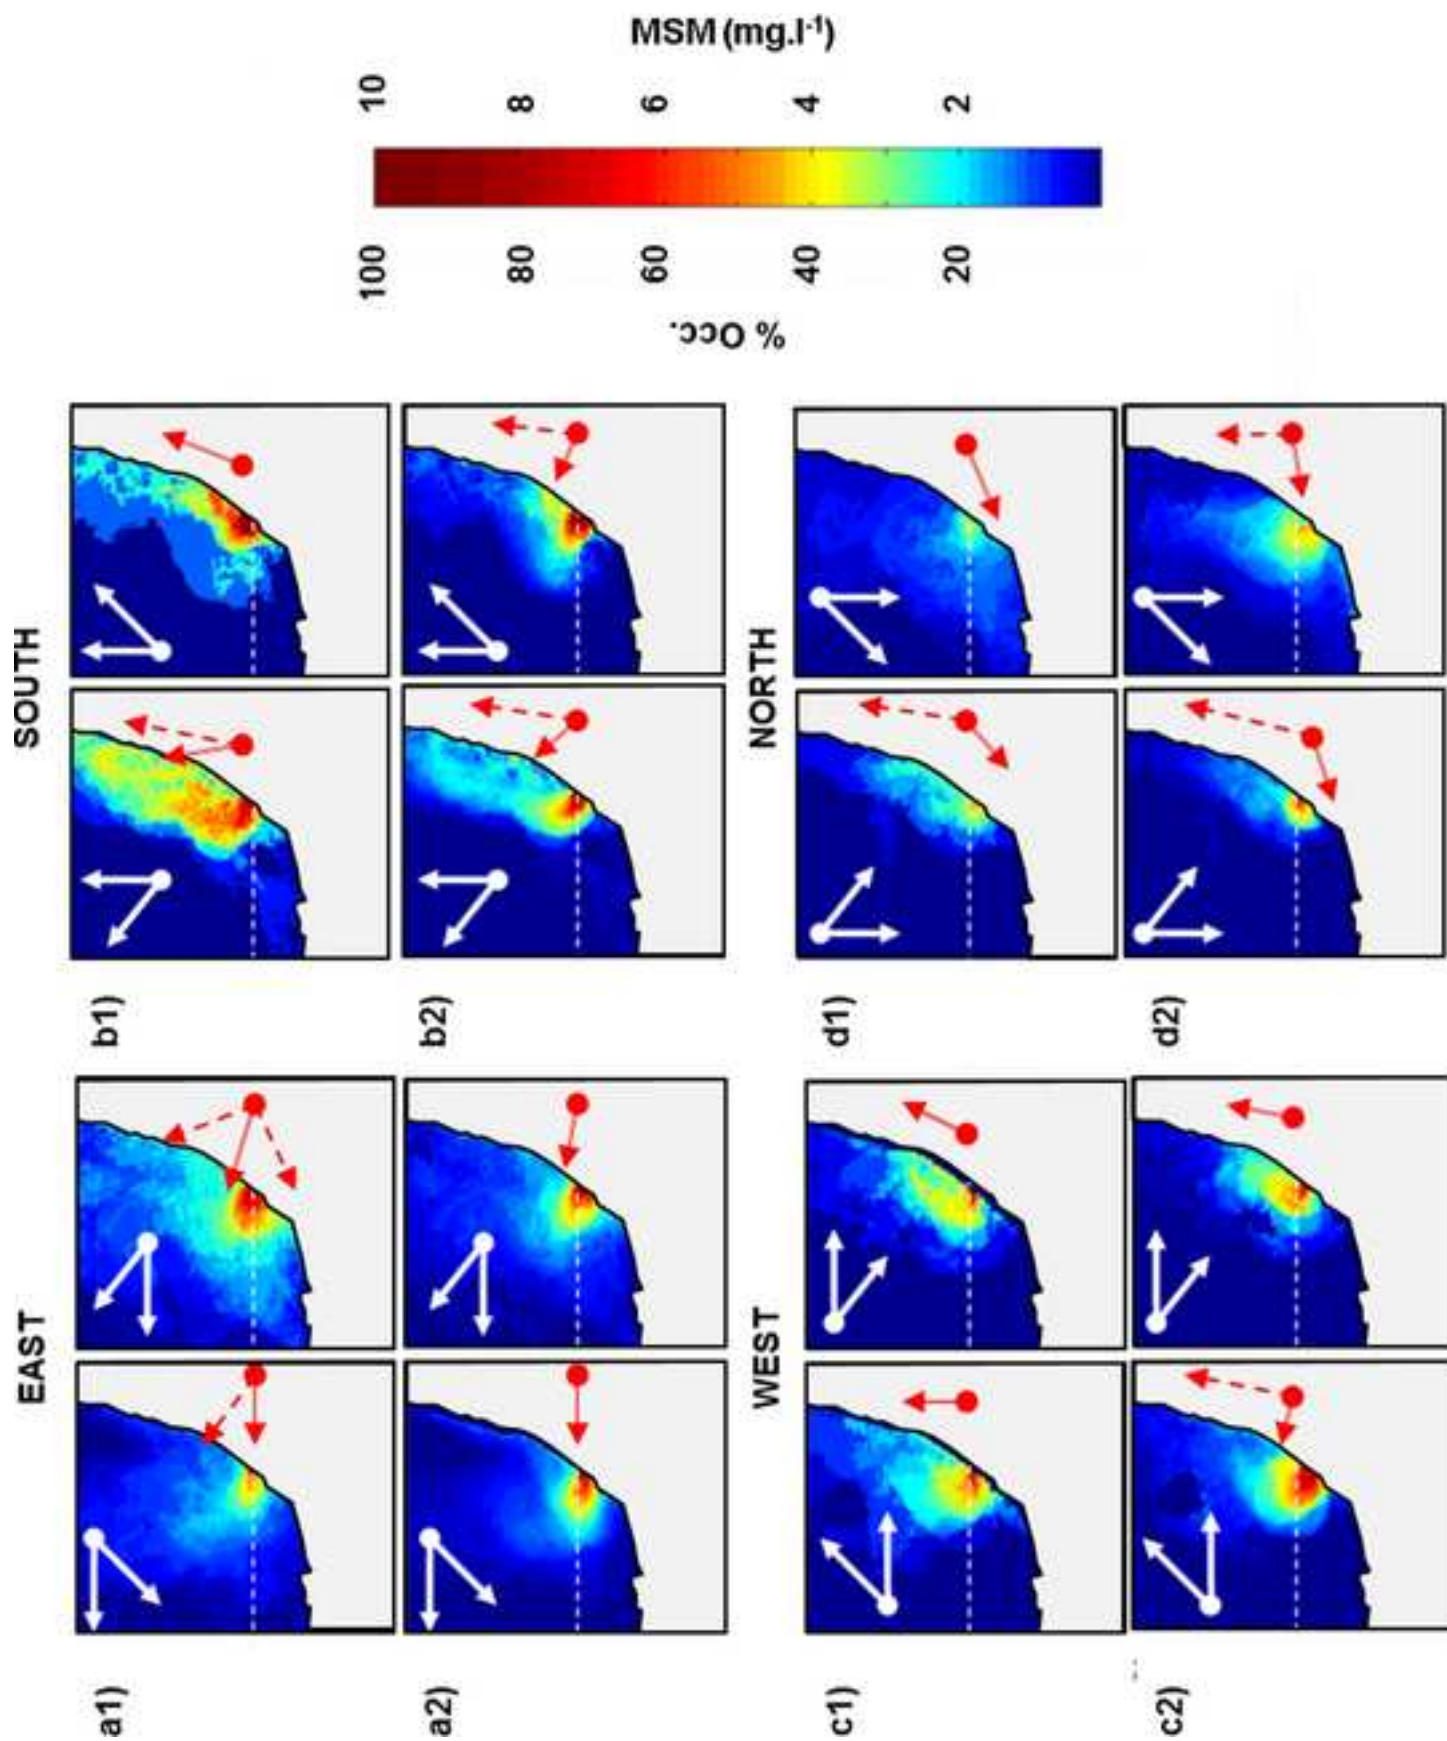 EAST
SOUTH
a1)
b1)
a2)
b2)
WEST
NORTH
c1)
d1)
c2)
d2)
MSM (mg.l-1)
10
8
6
4
2
100
80
60
40
20
% Occ.